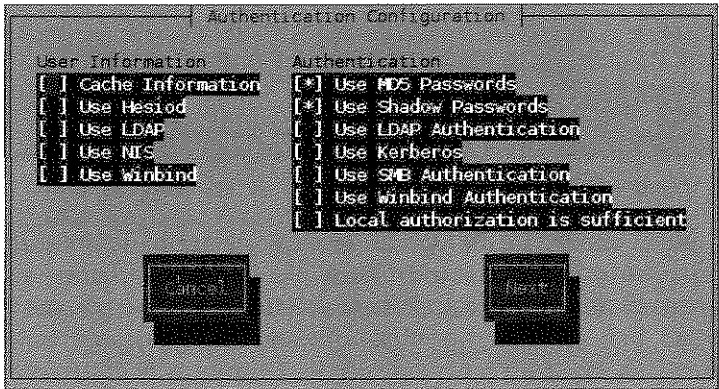 Authentication Configuration
User Information
[ ] Cache Information
[ ] Use Hesiod
[ ] Use LDAP
[ ] Use NIS
[ ] Use Winbind
Authentication
[*] Use MD5 Passwords
[*] Use Shadow Passwords
[ ] Use LDAP Authentication
[ ] Use Kerberos
[ ] Use SMB Authentication
[ ] Use Winbind Authentication
[ ] Local authorization is sufficient
Cancel
Next